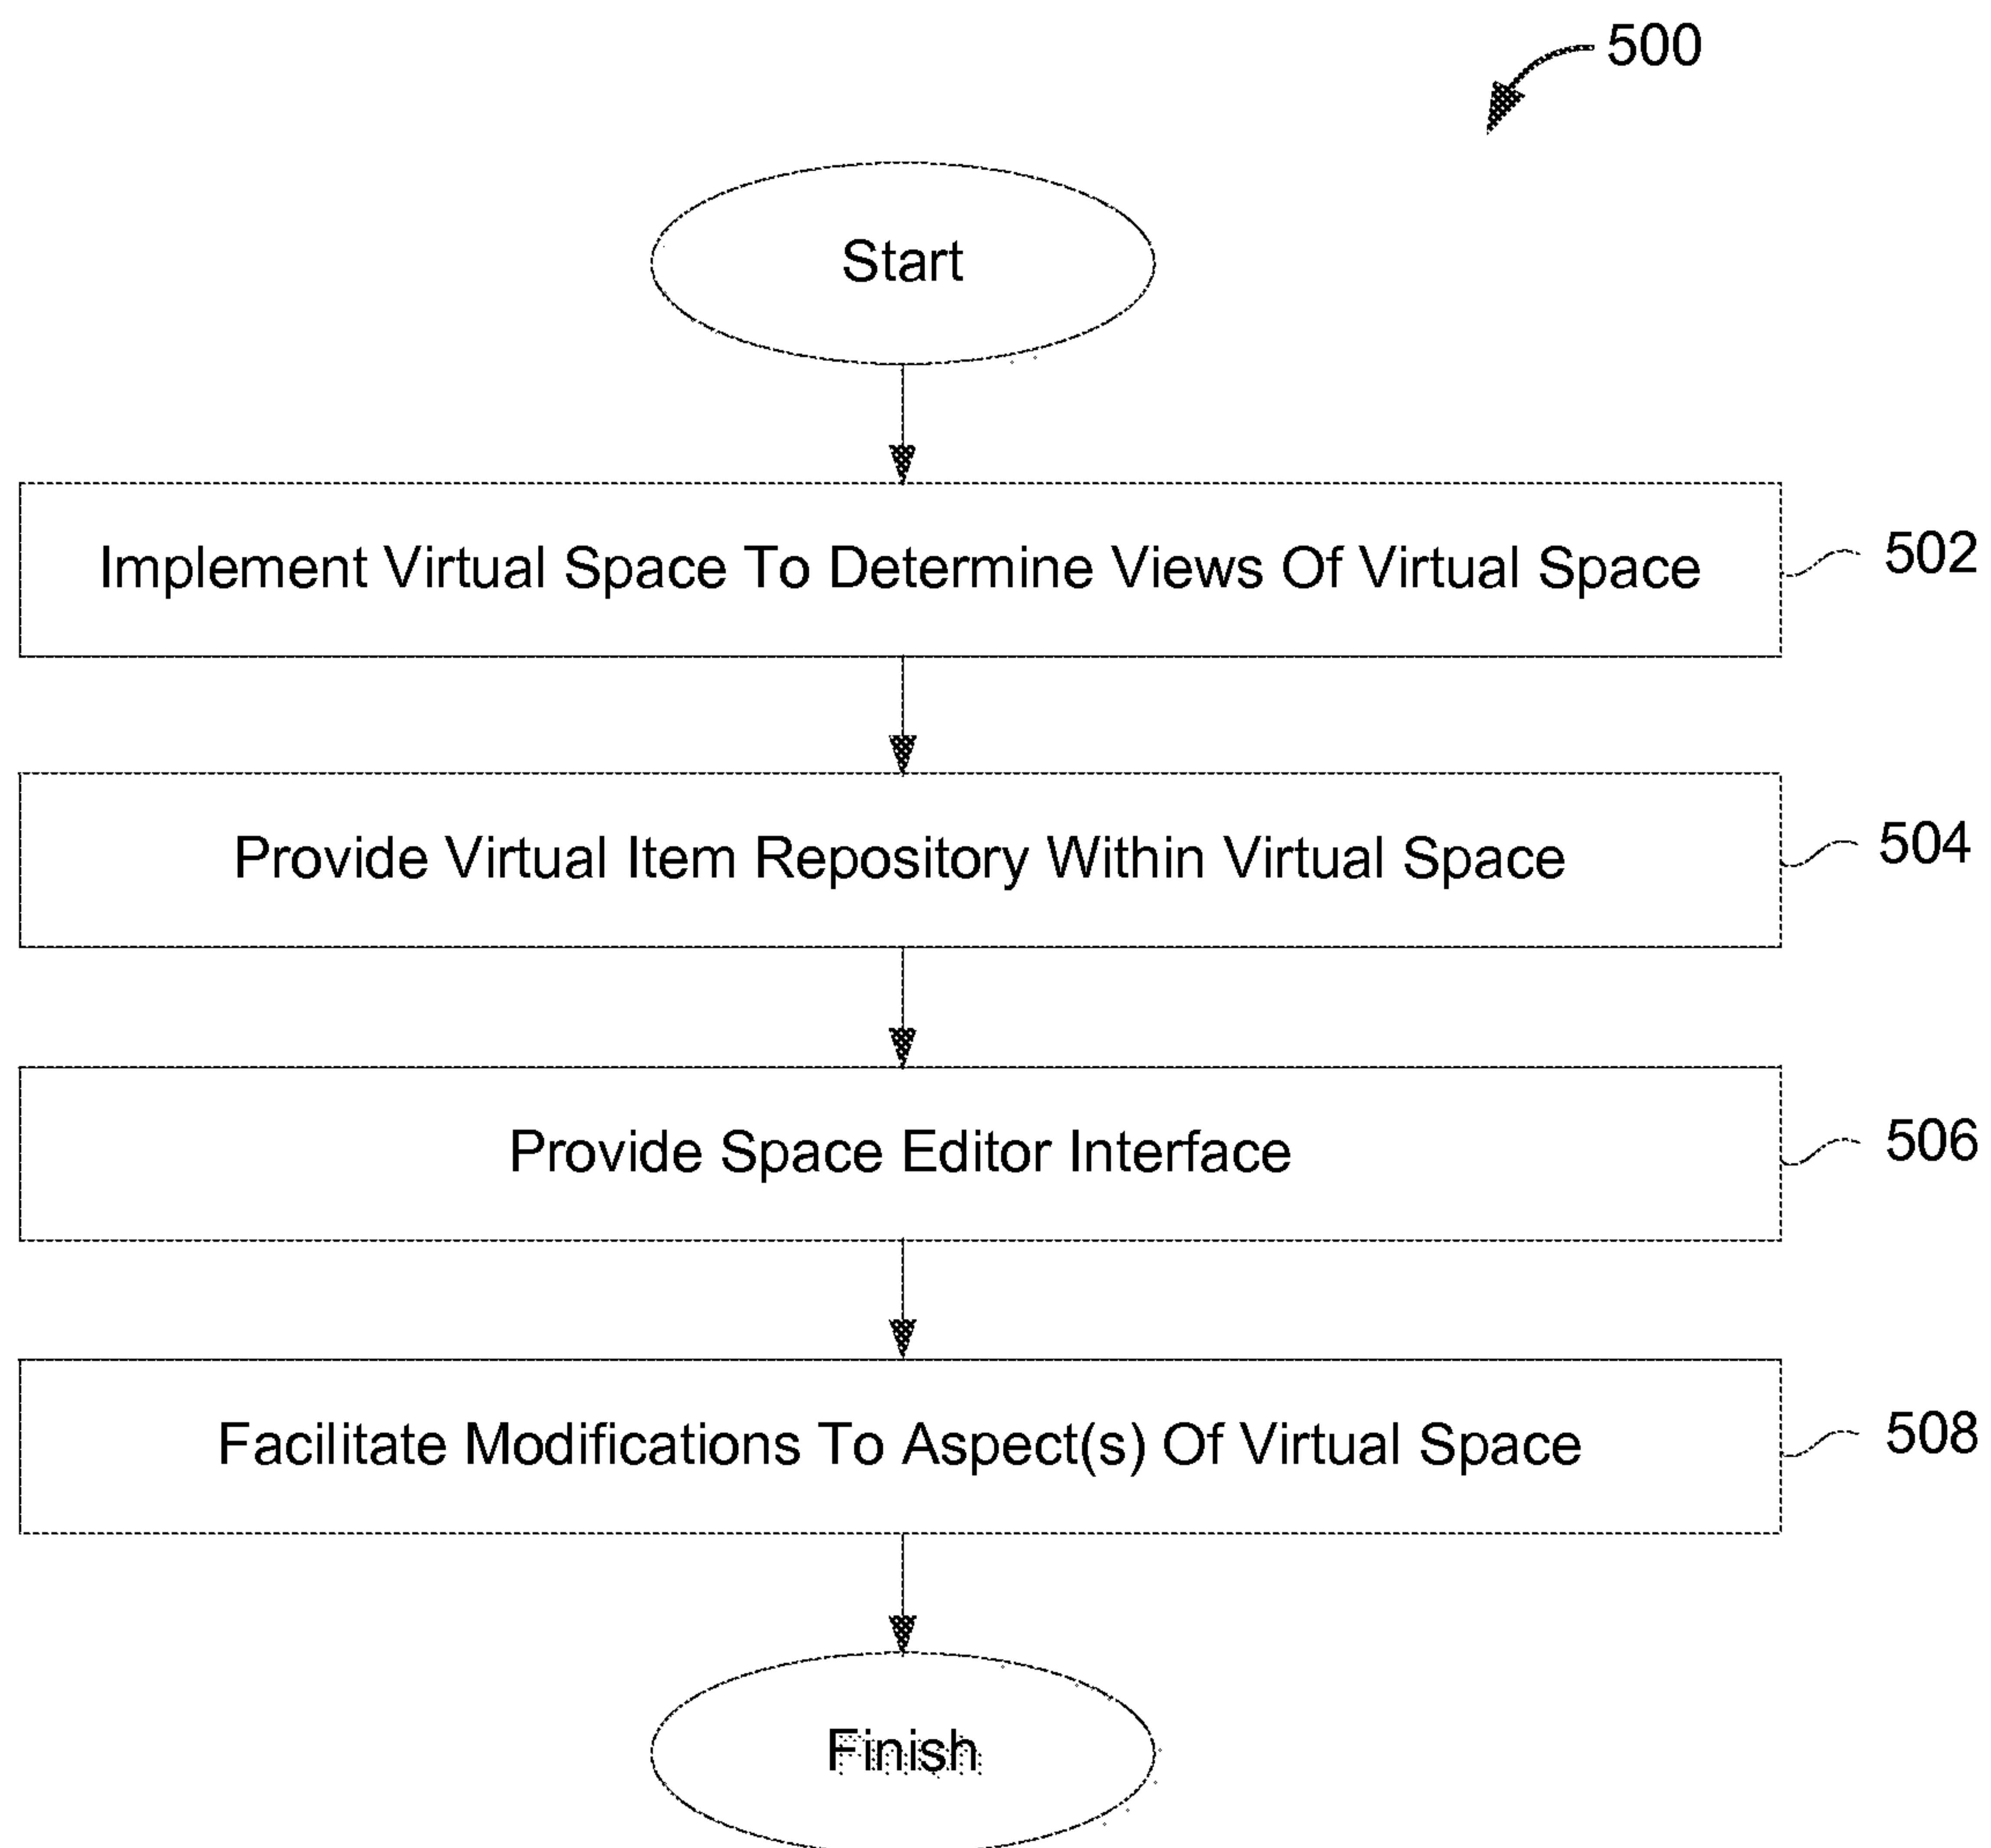 500
Start
Implement Virtual Space To Determine Views Of Virtual Space
502
Provide Virtual Item Repository Within Virtual Space
504
Provide Space Editor Interface
506
Facilitate Modifications To Aspect(s) Of Virtual Space
508
Finish